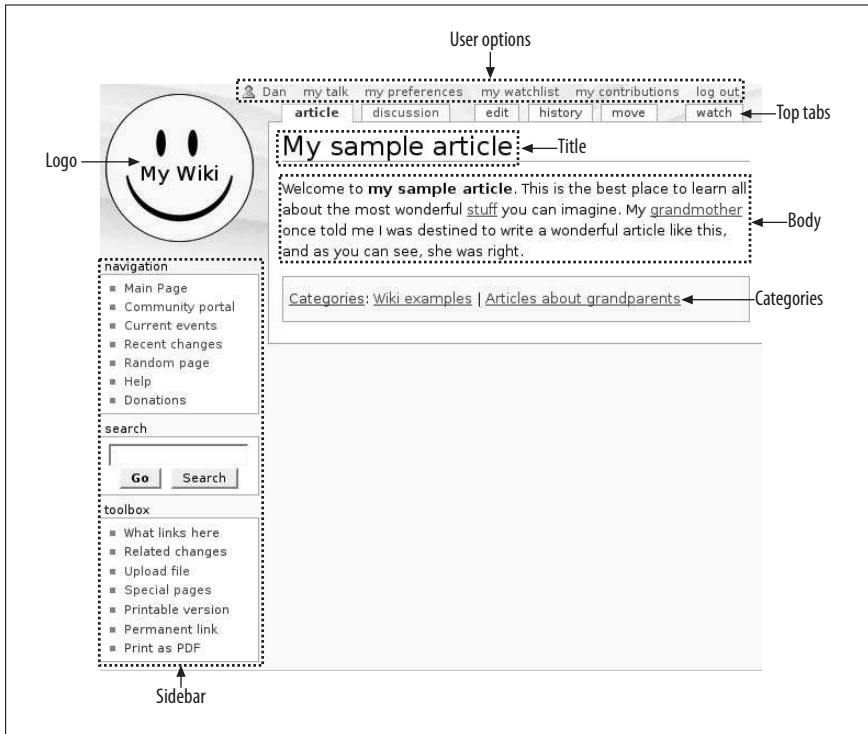 User options
Dan my talk my preferences my watchlist my contributions log out
article discussion edit history move watch
Top tabs
My sample article
Title
Logo
My Wiki
Welcome to my sample article. This is the best place to learn all
about the most wonderful stuff you can imagine. My grandmother
once told me I was destined to write a wonderful article like this,
and as you can see, she was right.
Body
Categories: Wiki examples | Articles about grandparents
Categories
navigation
Main Page
Community portal
Current events
Recent changes
Random page
Help
Donations
search
Go Search
toolbox
What links here
Related changes
Upload file
Special pages
Printable version
Permanent link
Print as PDF
Sidebar